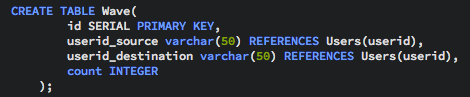 CREATE TABLE Wave(
id SERIAL PRIMARY KEY,
userid_source varchar(50) REFERENCES Users(userid),
userid_destination varchar(50) REFERENCES Users(userid),
count INTEGER
);